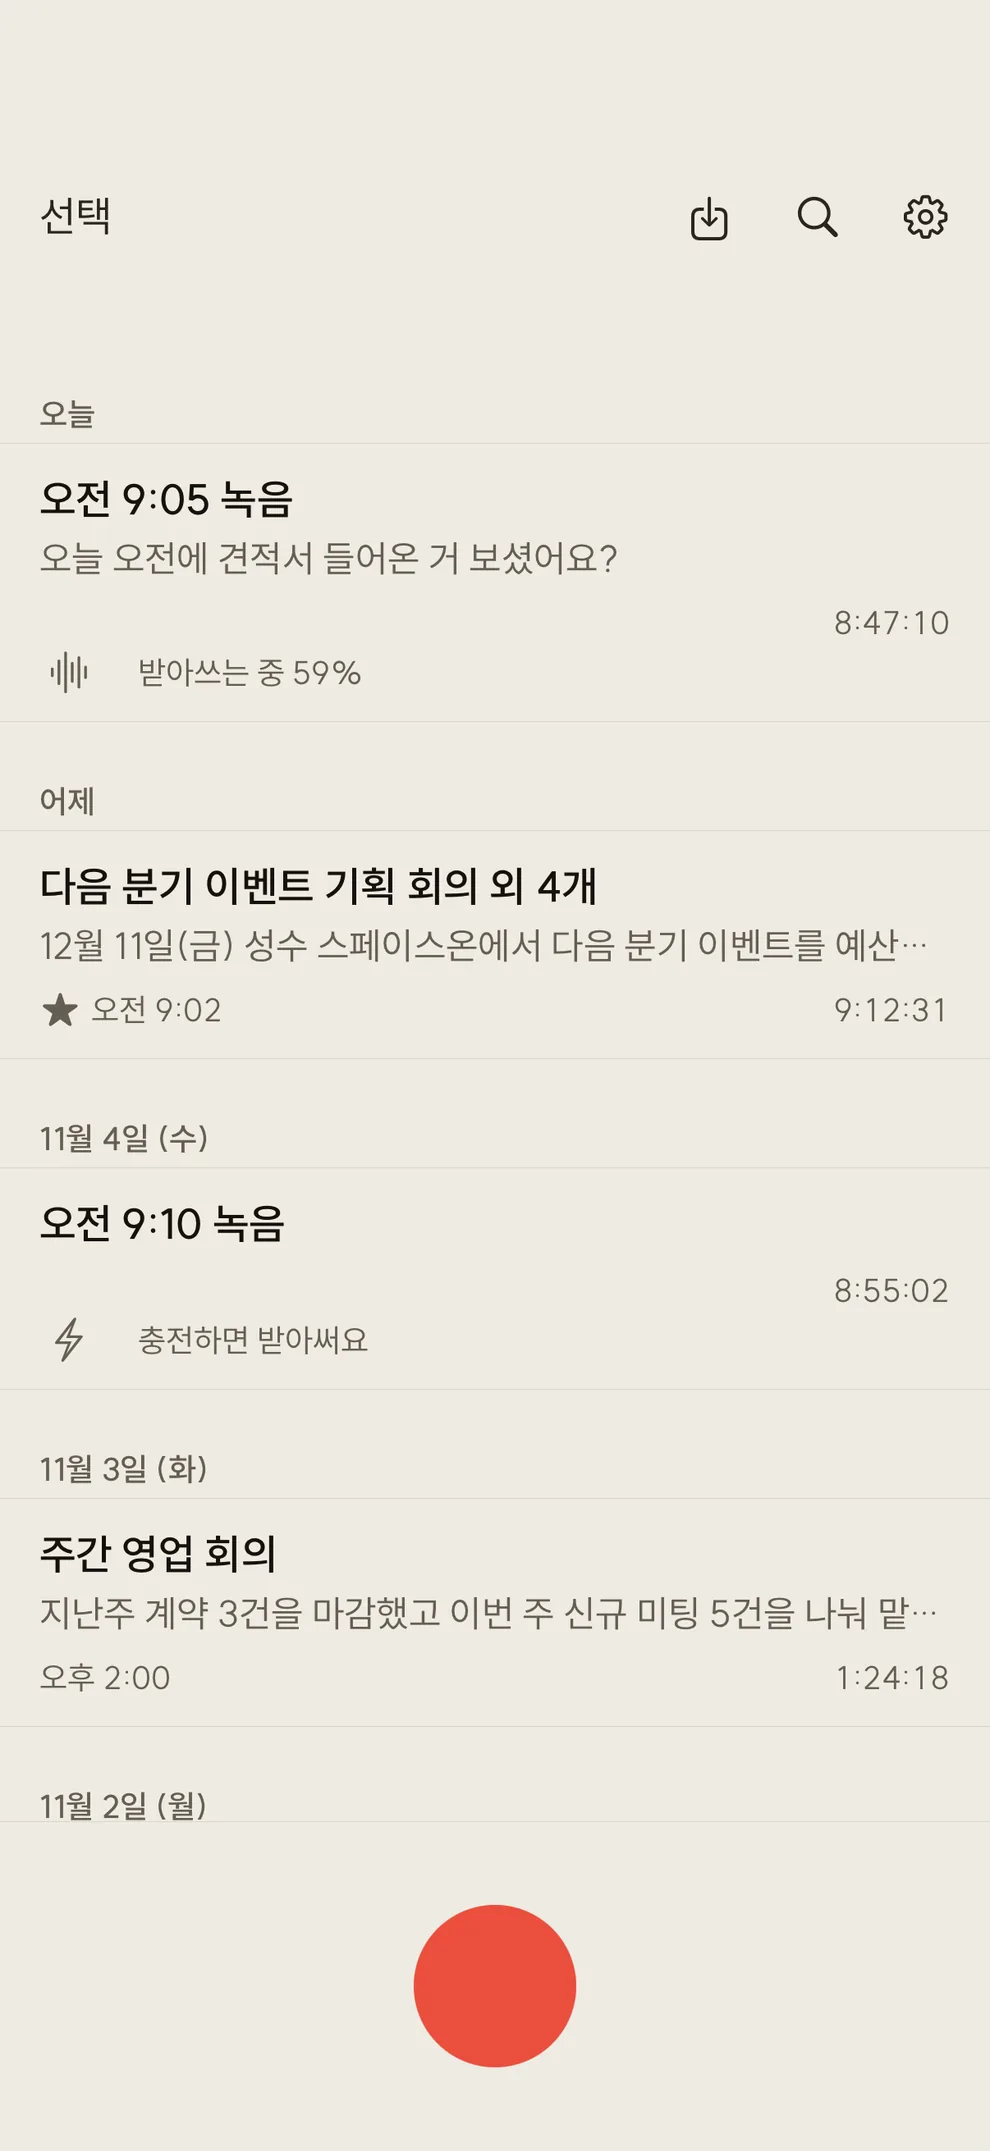 선택
오늘
오전 9:05 녹음
오늘 오전에 견적서 들어온 거 보셨어요?
8:47:10
받아쓰는 중 59%
어제
다음 분기 이벤트 기획 회의 외 4개
12월 11일(금) 성수 스페이스온에서 다음 분기 이벤트를 예산…
오전 9:02 9:12:31
11월 4일 (수)
오전 9:10 녹음
8:55:02
충전하면 받아써요
11월 3일 (화)
주간 영업 회의
지난주 계약 3건을 마감했고 이번 주 신규 미팅 5건을 나눠 맡…
오후 2:00 1:24:18
11월 2일 (월)